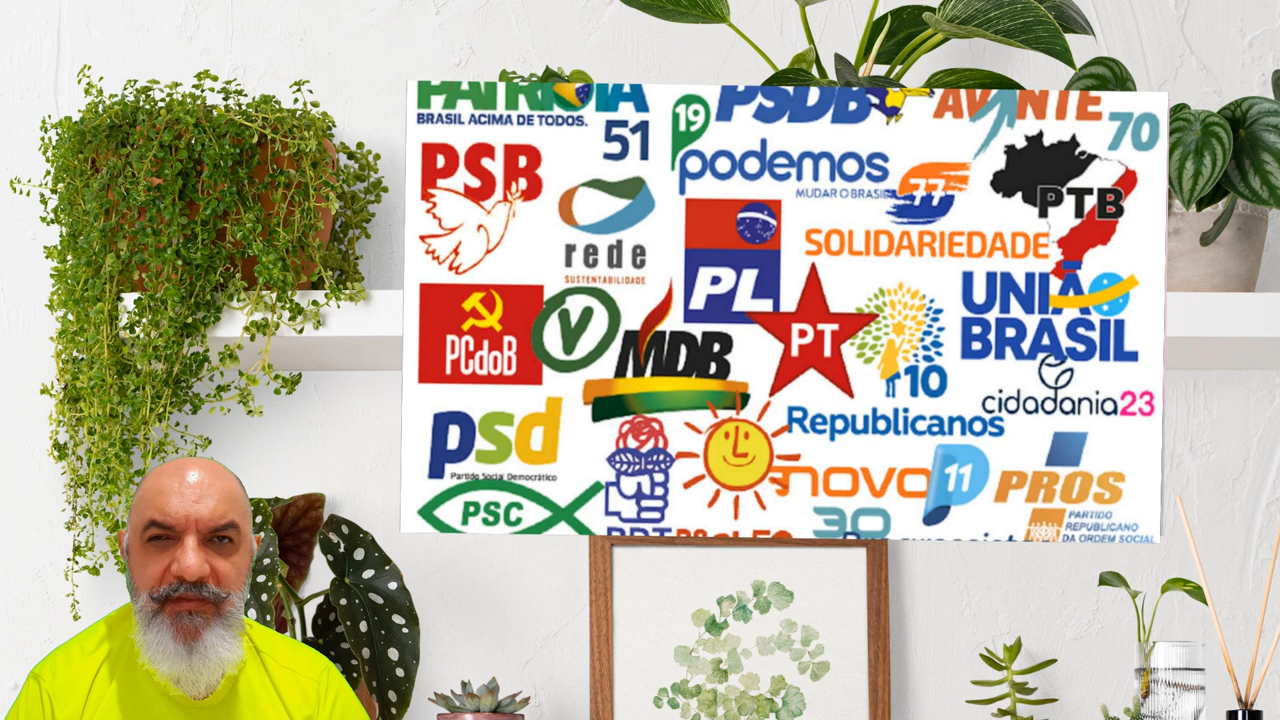 PATRIOTA
BRASIL ACIMA DE TODOS.
51
19
PSDB
AVANTE
70
PSB
podemos
MUDAR O BRASIL
77
PTB
rede
SUSTENTABILIDADE
SOLIDARIEDADE
PL
UNIÃO
BRASIL
PCdoB
V
MDB
PT
10
Republicanos
cidadania23
psd
Partido Social Democrático
novo
11
PROS
PSC
30
PARTIDO
REPUBLICANO
DA ORDEM SOCIAL
PDT